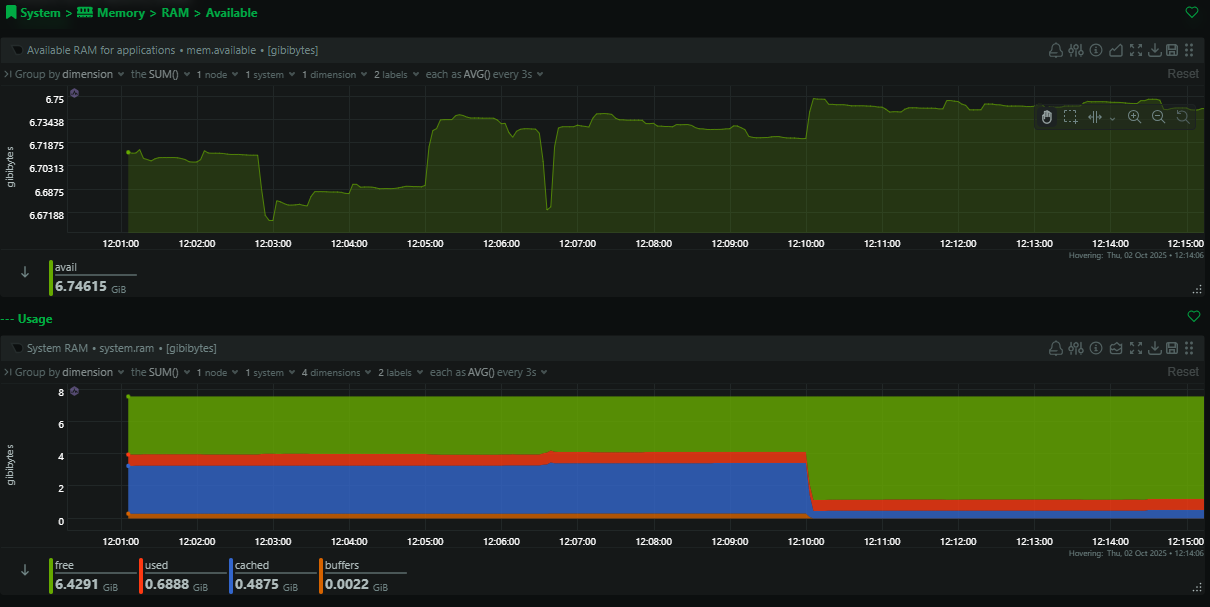 System > Memory > RAM > Available
Available RAM for applications • mem.available • [gibibytes]
Group by dimension the SUM() 1 node 1 system 1 dimension 2 labels each as AVG() every 3s Reset
gibibytes
6.75
6.73438
6.71875
6.70313
6.6875
6.67188
12:01:00 12:02:00 12:03:00 12:04:00 12:05:00 12:06:00 12:07:00 12:08:00 12:09:00 12:10:00 12:11:00 12:12:00 12:13:00 12:14:00 12:15:00
Hovering: Thu, 02 Oct 2025 • 12:14:06
avail
6.74615 GiB
--- Usage
System RAM • system.ram • [gibibytes]
Group by dimension the SUM() 1 node 1 system 4 dimensions 2 labels each as AVG() every 3s Reset
gibibytes
8
6
4
2
0
12:01:00 12:02:00 12:03:00 12:04:00 12:05:00 12:06:00 12:07:00 12:08:00 12:09:00 12:10:00 12:11:00 12:12:00 12:13:00 12:14:00 12:15:00
Hovering: Thu, 02 Oct 2025 • 12:14:06
free used cached buffers
6.4291 GiB 0.6888 GiB 0.4875 GiB 0.0022 GiB